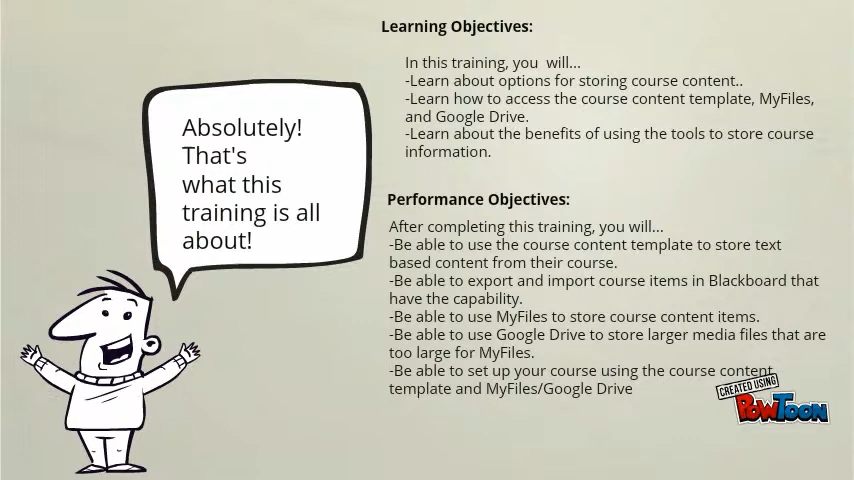 Learning Objectives:
In this training, you will...
-Learn about options for storing course content..
-Learn how to access the course content template, MyFiles,
and Google Drive.
-Learn about the benefits of using the tools to store course
information.
Absolutely!
That's
what this
training is all
about!
Performance Objectives:
After completing this training, you will...
-Be able to use the course content template to store text
based content from their course.
-Be able to export and import course items in Blackboard that
have the capability.
-Be able to use MyFiles to store course content items.
-Be able to use Google Drive to store larger media files that are
too large for MyFiles.
-Be able to set up your course using the course content
template and MyFiles/Google Drive
CREATED USING
PowToon